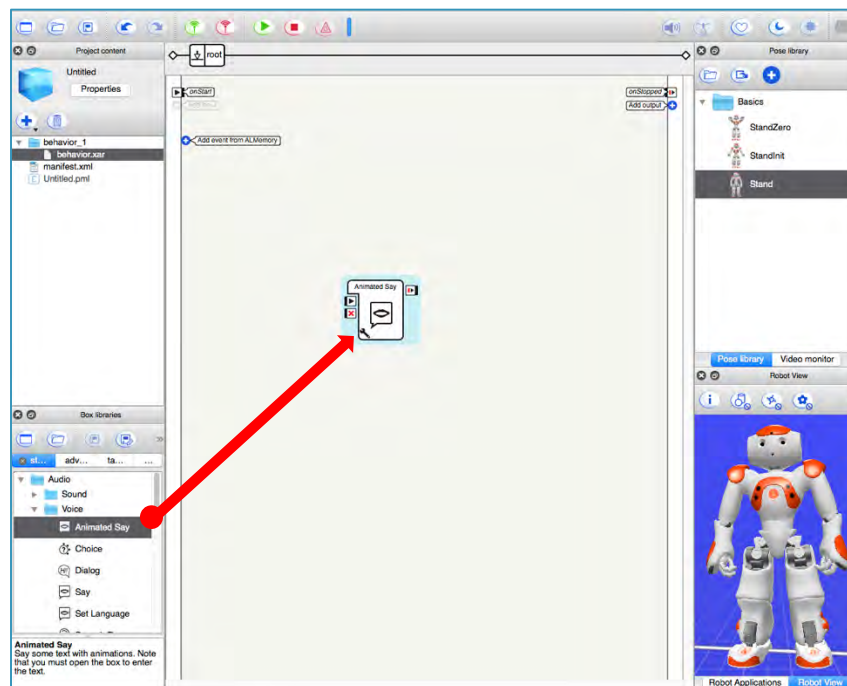 Project content
Untitled
Properties
behavior_1
behavior.xar
manifest.xml
Untitled.pml
root
onStart
onStopped
Add output
Add event from ALMemory
Animated Say
Pose library
Basics
StandZero
StandInit
Stand
Pose library
Video monitor
Robot View
Robot Applications
Robot View
Box libraries
st...
adv...
ta...
...
Audio
Sound
Voice
Animated Say
Choice
Dialog
Say
Set Language
Animated Say
Say some text with animations. Note
that you must open the box to enter
the text.